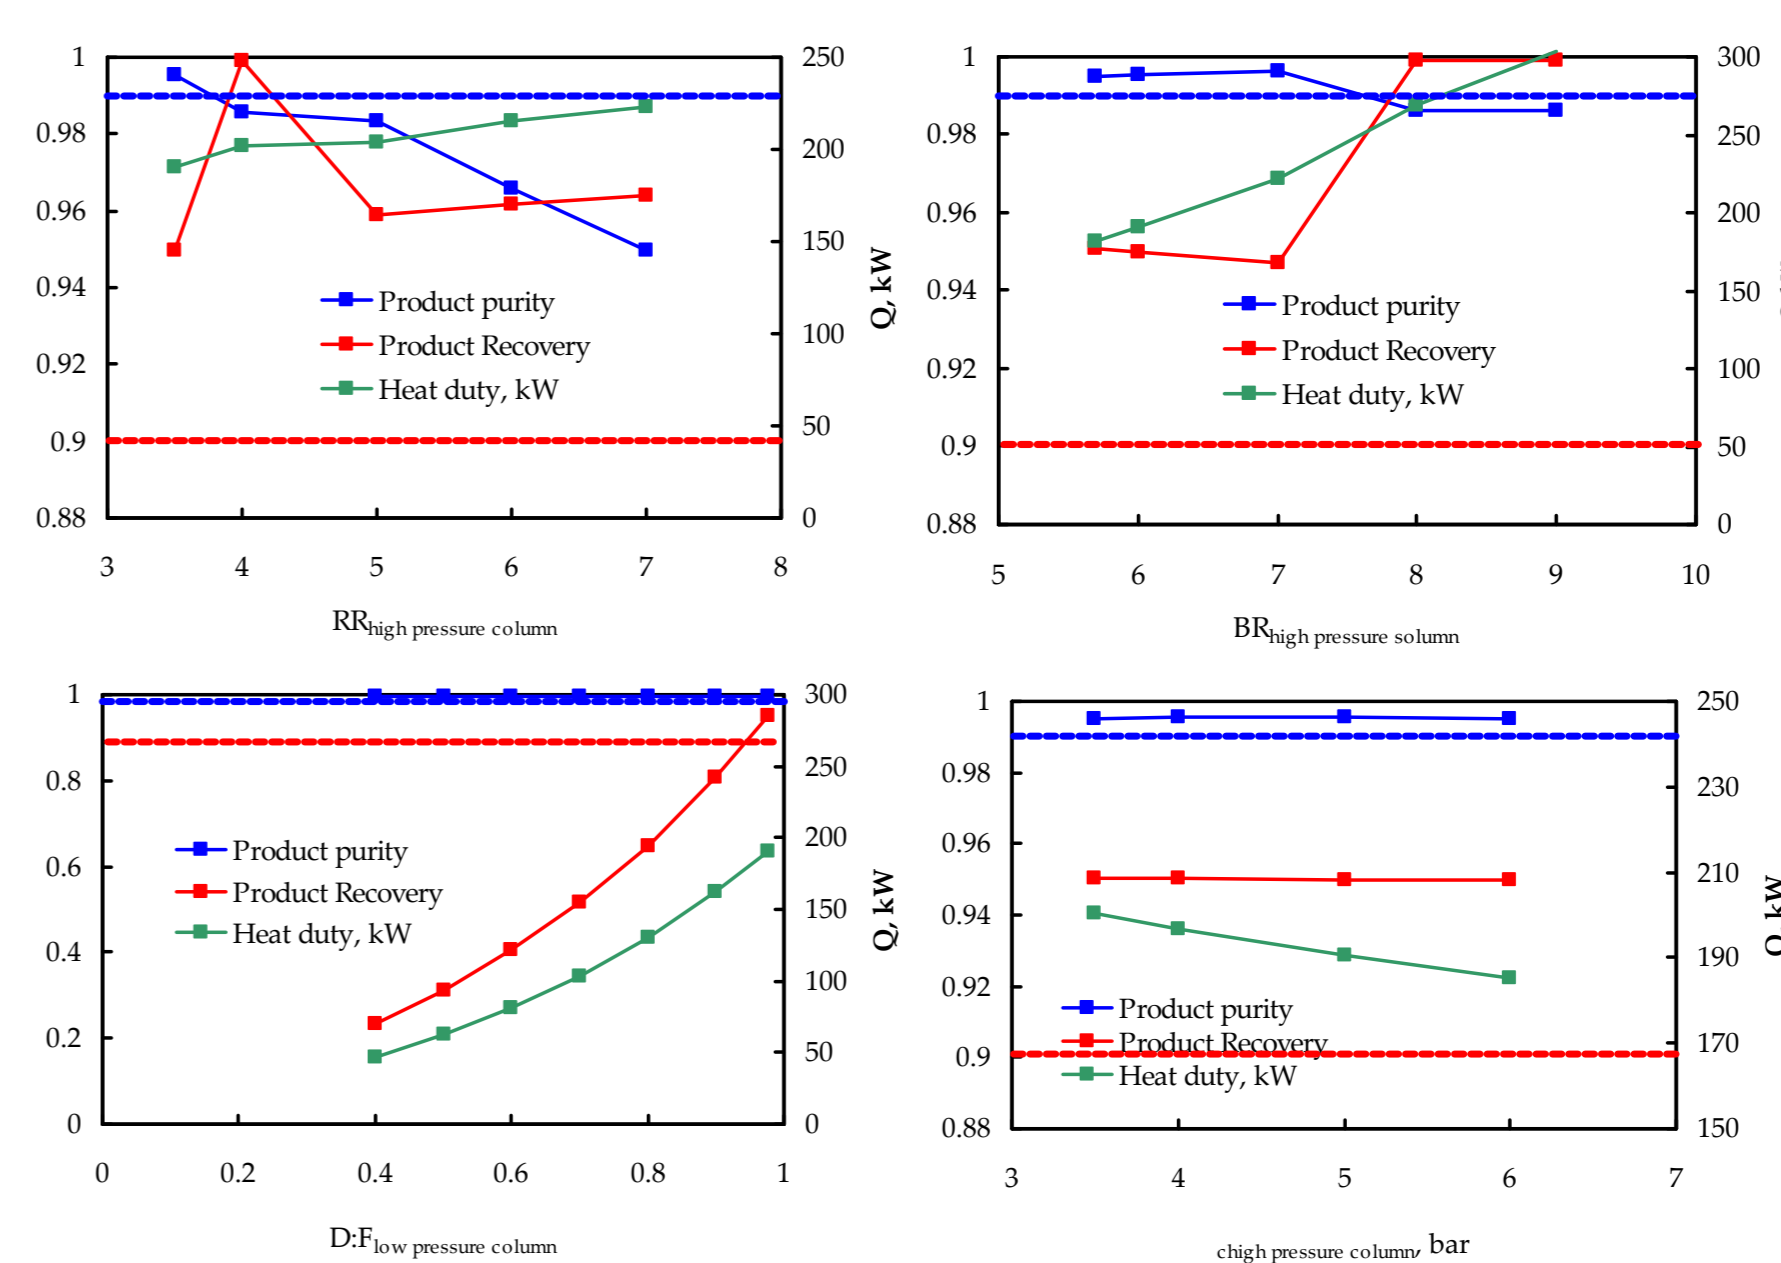 1
0.98
0.96
0.94
0.92
0.9
0.88
250
200
150
100
50
0
Q, kW
Product purity
Product Recovery
Heat duty, kW
3 4 5 6 7 8
RRhigh pressure column
1
0.98
0.96
0.94
0.92
0.9
0.88
300
250
200
150
100
50
0
Product purity
Product Recovery
Heat duty, kW
5 6 7 8 9 10
BRhigh pressure solumn
1
0.8
0.6
0.4
0.2
0
300
250
200
150
100
50
0
Q, kW
Product purity
Product Recovery
Heat duty, kW
0 0.2 0.4 0.6 0.8 1
D:Flow pressure column
1
0.98
0.96
0.94
0.92
0.9
0.88
250
230
210
190
170
150
Q, kW
Product purity
Product Recovery
Heat duty, kW
3 4 5 6 7
chigh pressure column, bar